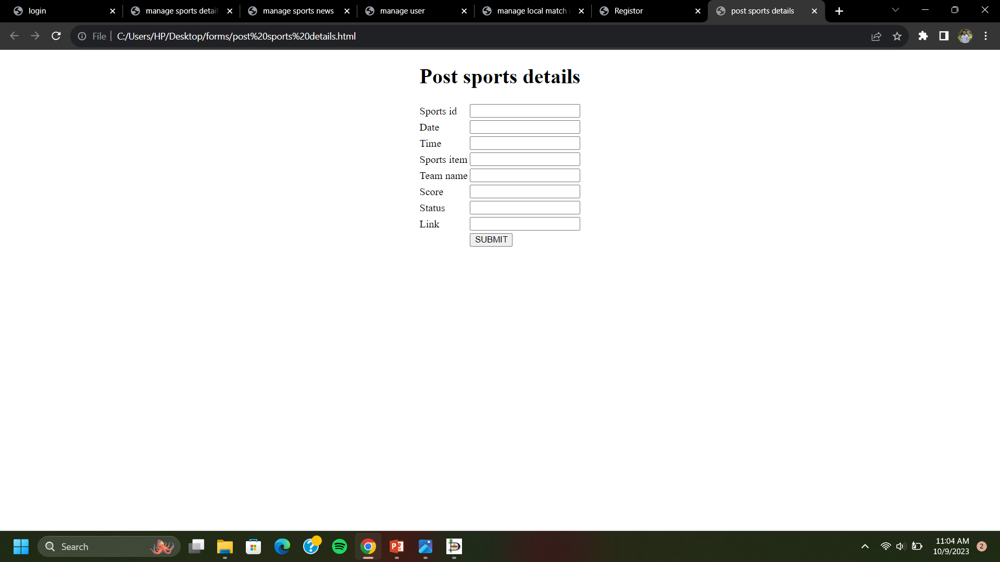 login
manage sports detail
manage sports news
manage user
manage local match
Registor
post sports details
File
C:/Users/HP/Desktop/forms/post%20sports%20details.html
Post sports details
Sports id
Date
Time
Sports item
Team name
Score
Status
Link
SUBMIT
Search
11:04 AM
10/9/2023
2